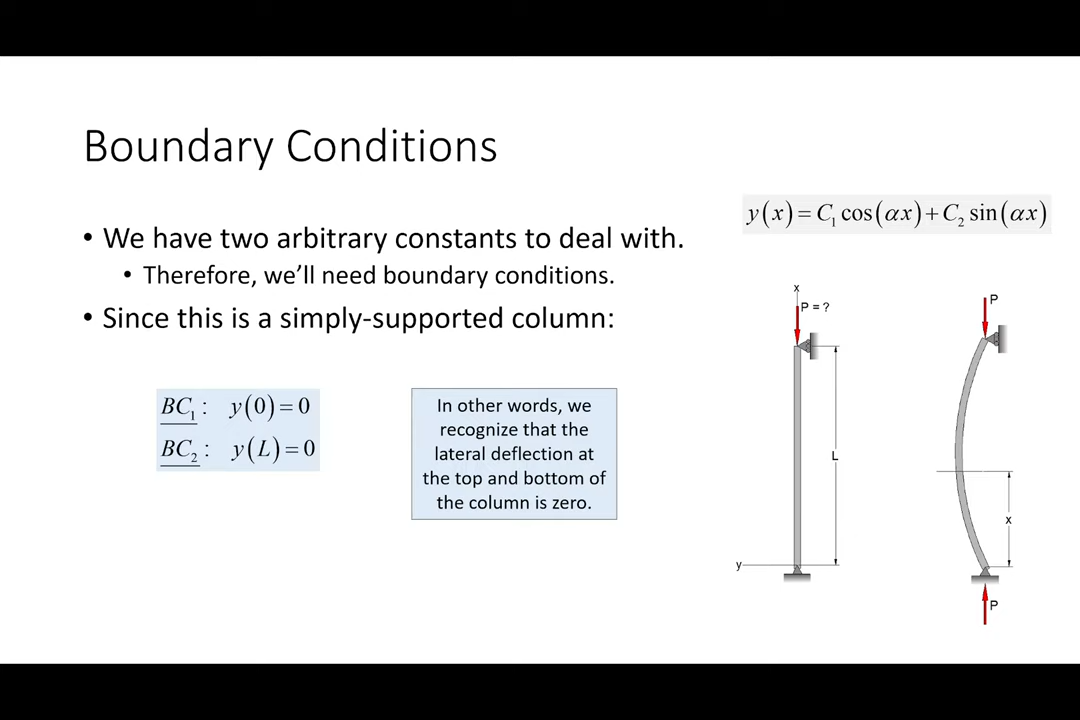 Boundary Conditions
• We have two arbitrary constants to deal with.
• Therefore, we’ll need boundary conditions.
• Since this is a simply-supported column:
BC₁: y(0) = 0
BC₂: y(L) = 0
In other words, we
recognize that the
lateral deflection at
the top and bottom of
the column is zero.
y(x) = C₁ cos(αx) + C₂ sin(αx)
x
P = ?
L
y
P
x
P